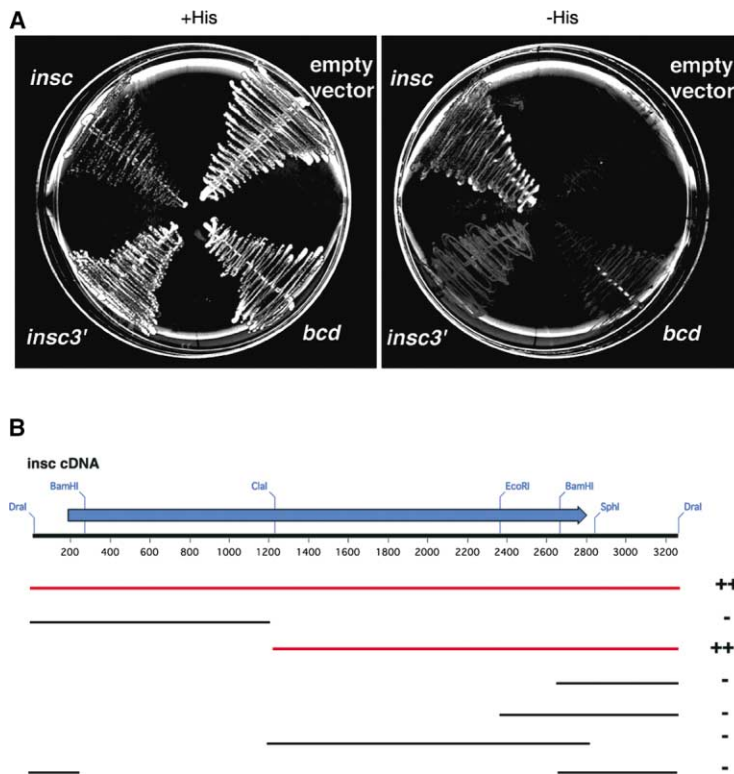 A
+His
-His
insc
empty
vector
insc
empty
vector
insc3'
bcd
insc3'
bcd
B
insc cDNA
BamHI
ClaI
EcoRI
BamHI
DraI
SphI
DraI
200 400 600 800 1000 1200 1400 1600 1800 2000 2200 2400 2600 2800 3000 3200
++
-
++
-
-
-
-